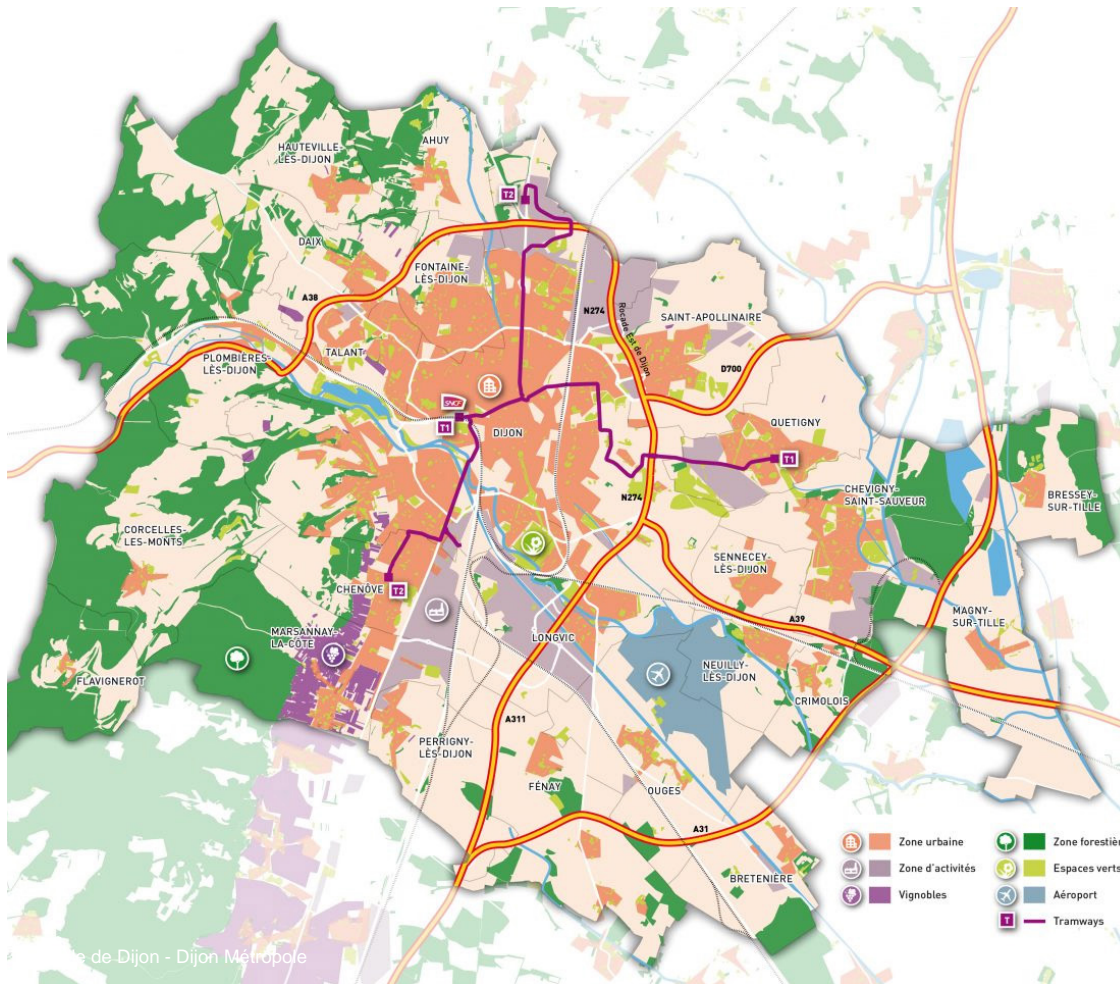 AHUY
HAUTEVILLE-
LÈS-DIJON
T2
DAIX
FONTAINE-
LÈS-DIJON
A38
N274
Rocade Est de Dijon
SAINT-APOLLINAIRE
TALANT
PLOMBIÈRES-
LÈS-DIJON
D700
SNCF
T1
DIJON
QUETIGNY
T1
N274
CHEVIGNY-
SAINT-SAUVEUR
BRESSEY-
SUR-TILLE
CORCELLES-
LES-MONTS
SENNECEY-
LÈS-DIJON
CHENÔVE
T2
MAGNY-
SUR-TILLE
A39
MARSANNAY-
LA-CÔTE
LONGVIC
NEUILLY-
LÈS-DIJON
FLAVIGNEROT
CRIMOLOIS
A311
PERRIGNY-
LÈS-DIJON
FÉNAY
OUGES
A31
BRETENIÈRE
Zone urbaine
Zone d'activités
Vignobles
Zone forestièr
Espaces verts
Aéroport
T Tramways
de Dijon - Dijon Métropole